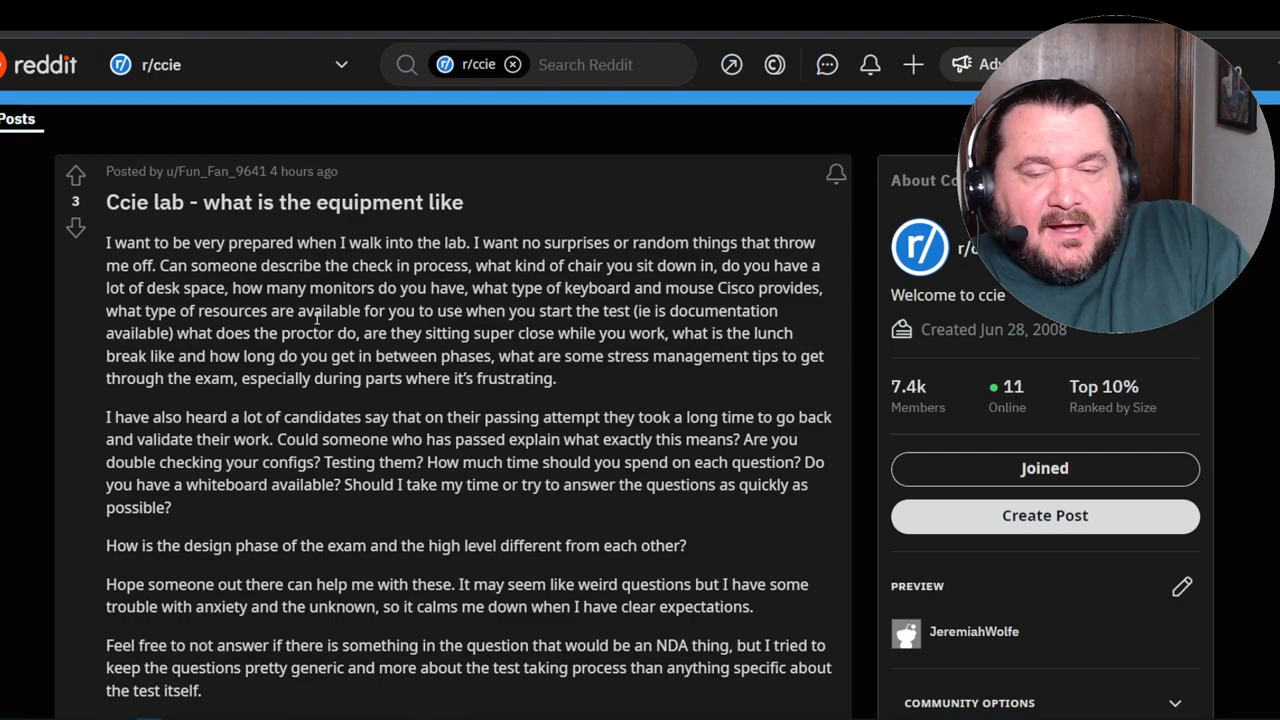 reddit
r/ccie
r/ccie
Search Reddit
Posts
Posted by u/Fun_Fan_9641 4 hours ago
3
Ccie lab - what is the equipment like
I want to be very prepared when I walk into the lab. I want no surprises or random things that throw
me off. Can someone describe the check in process, what kind of chair you sit down in, do you have a
lot of desk space, how many monitors do you have, what type of keyboard and mouse Cisco provides,
what type of resources are available for you to use when you start the test (ie is documentation
available) what does the proctor do, are they sitting super close while you work, what is the lunch
break like and how long do you get in between phases, what are some stress management tips to get
through the exam, especially during parts where it's frustrating.
I have also heard a lot of candidates say that on their passing attempt they took a long time to go back
and validate their work. Could someone who has passed explain what exactly this means? Are you
double checking your configs? Testing them? How much time should you spend on each question? Do
you have a whiteboard available? Should I take my time or try to answer the questions as quickly as
possible?
How is the design phase of the exam and the high level different from each other?
Hope someone out there can help me with these. It may seem like weird questions but I have some
trouble with anxiety and the unknown, so it calms me down when I have clear expectations.
Feel free to not answer if there is something in the question that would be an NDA thing, but I tried to
keep the questions pretty generic and more about the test taking process than anything specific about
the test itself.
About
Welcome to ccie
Created Jun 28, 2008
7.4k
11
Top 10%
Members
Online
Ranked by Size
Joined
Create Post
PREVIEW
JeremiahWolfe
COMMUNITY OPTIONS